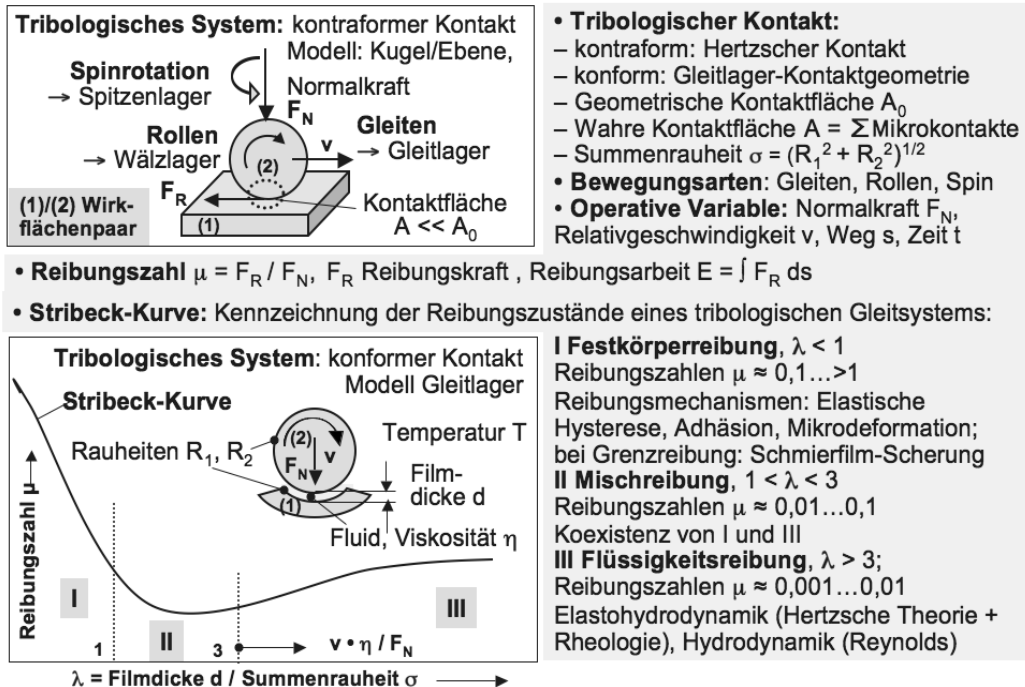 Tribologisches System: kontraformer Kontakt
Modell: Kugel/Ebene,
Spinrotation
→ Spitzenlager
Normalkraft
F_N
Rollen
→ Wälzlager
(2)
v
Gleiten
→ Gleitlager
F_R
(1)
(1)/(2) Wirk-
flächenpaar
Kontaktfläche
A << A_0
• Tribologischer Kontakt:
– kontraform: Hertzscher Kontakt
– konform: Gleitlager-Kontaktgeometrie
– Geometrische Kontaktfläche A_0
– Wahre Kontaktfläche A = ΣMikrokontakte
– Summenrauheit σ = (R_1² + R_2²)^1/2
• Bewegungsarten: Gleiten, Rollen, Spin
• Operative Variable: Normalkraft F_N,
Relativgeschwindigkeit v, Weg s, Zeit t
• Reibungszahl μ = F_R / F_N, F_R Reibungskraft , Reibungsarbeit E = ∫ F_R ds
• Stribeck-Kurve: Kennzeichnung der Reibungszustände eines tribologischen Gleitsystems:
Tribologisches System: konformer Kontakt
Modell Gleitlager
Stribeck-Kurve
Rauheiten R_1, R_2
(2)
v
F_N
(1)
Temperatur T
Film-
dicke d
Fluid, Viskosität η
Reibungszahl μ
I
II
III
1
3
v • η / F_N
λ = Filmdicke d / Summenrauheit σ
I Festkörperreibung, λ < 1
Reibungszahlen μ ≈ 0,1…>1
Reibungsmechanismen: Elastische
Hysterese, Adhäsion, Mikrodeformation;
bei Grenzreibung: Schmierfilm-Scherung
II Mischreibung, 1 < λ < 3
Reibungszahlen μ ≈ 0,01…0,1
Koexistenz von I und III
III Flüssigkeitsreibung, λ > 3;
Reibungszahlen μ ≈ 0,001…0,01
Elastohydrodynamik (Hertzsche Theorie +
Rheologie), Hydrodynamik (Reynolds)